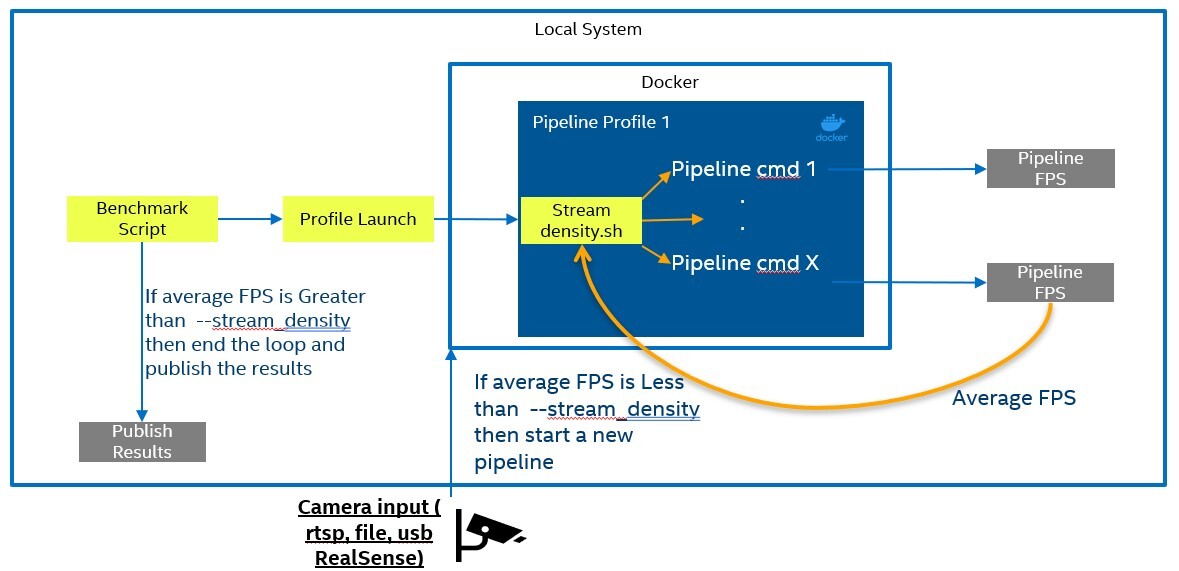 Local System
Docker
Pipeline Profile 1
docker
Pipeline cmd 1
.
.
Pipeline cmd X
Pipeline
FPS
Pipeline
FPS
Benchmark
Script
Profile Launch
Stream
density.sh
If average FPS is Greater
than --stream_density
then end the loop and
publish the results
Publish
Results
If average FPS is Less
than --stream_density
then start a new
pipeline
Average FPS
Camera input (
rtsp, file, usb
RealSense)